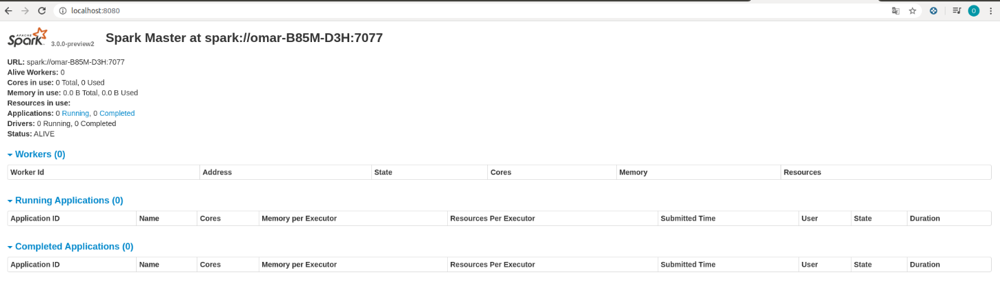 localhost:8080
O
APACHE
Spark 3.0.0-preview2 Spark Master at spark://omar-B85M-D3H:7077
URL: spark://omar-B85M-D3H:7077
Alive Workers: 0
Cores in use: 0 Total, 0 Used
Memory in use: 0.0 B Total, 0.0 B Used
Resources in use:
Applications: 0 Running, 0 Completed
Drivers: 0 Running, 0 Completed
Status: ALIVE
Workers (0)
Worker Id Address State Cores Memory Resources
Running Applications (0)
Application ID Name Cores Memory per Executor Resources Per Executor Submitted Time User State Duration
Completed Applications (0)
Application ID Name Cores Memory per Executor Resources Per Executor Submitted Time User State Duration